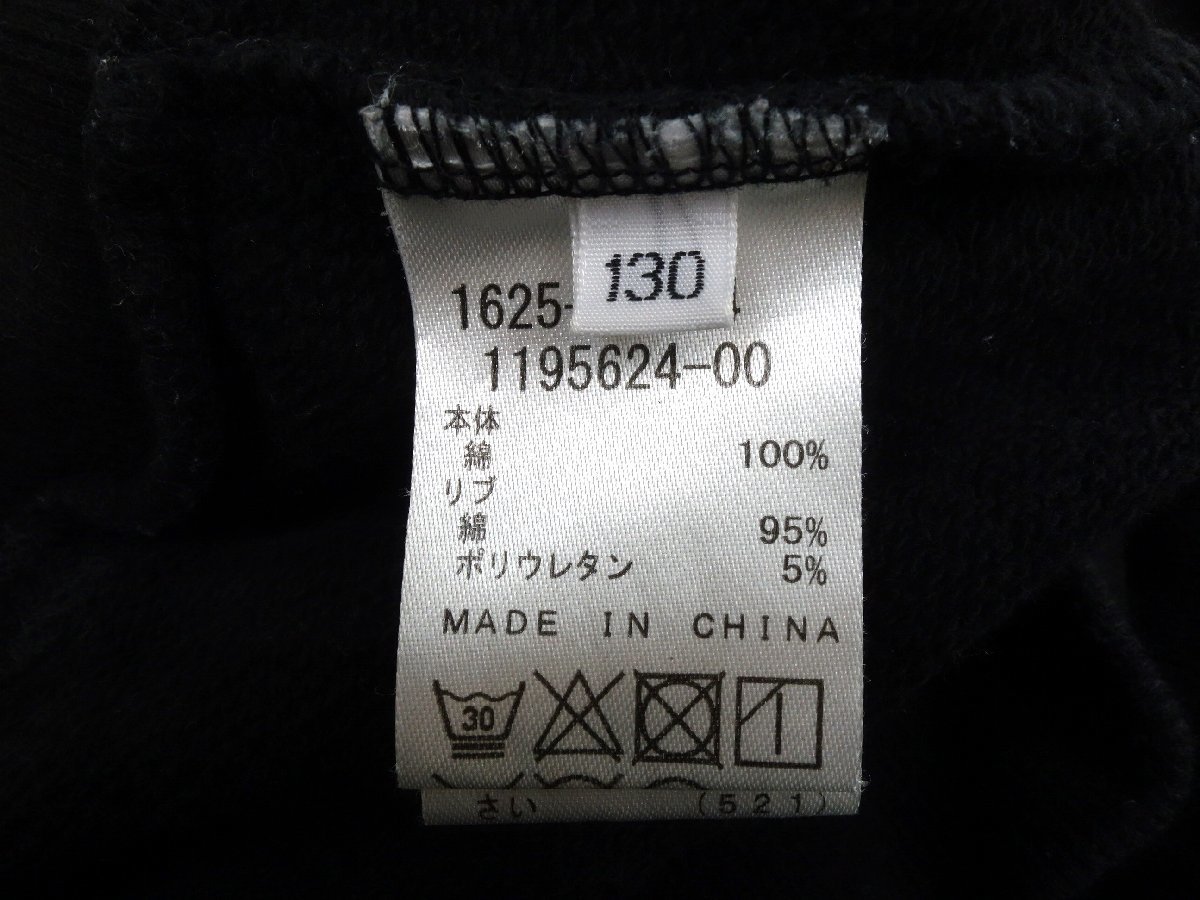 130
1625-
1195624-00
本体
綿 100%
リブ
綿 95%
ポリウレタン 5%
MADE IN CHINA
30
さい (521)